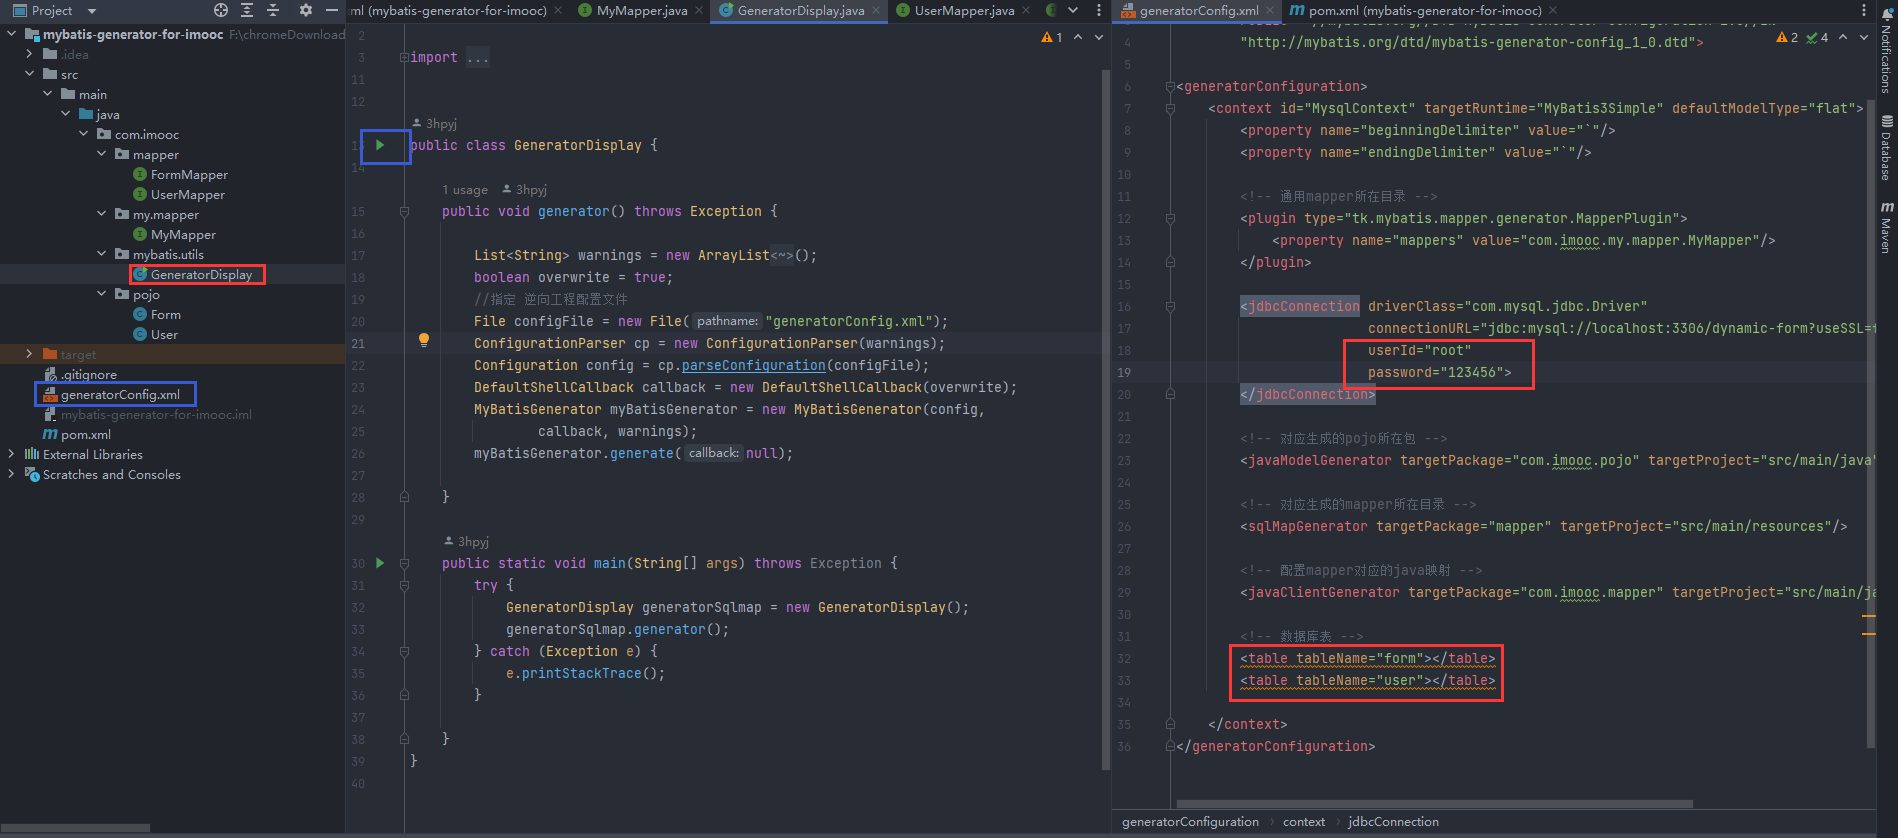 Project
mybatis-generator-for-imooc F:\chromeDownload
.idea
src
main
java
com.imooc
mapper
FormMapper
UserMapper
my.mapper
MyMapper
mybatis.utils
GeneratorDisplay
pojo
Form
User
target
.gitignore
generatorConfig.xml
mybatis-generator-for-imooc.iml
pom.xml
External Libraries
Scratches and Consoles
ml (mybatis-generator-for-imooc)
MyMapper.java
GeneratorDisplay.java
UserMapper.java
1
2
3 import ...
11
12
3hpyj
13 public class GeneratorDisplay {
14
1 usage 3hpyj
15 public void generator() throws Exception {
16
17 List<String> warnings = new ArrayList<~>();
18 boolean overwrite = true;
19 //指定 逆向工程配置文件
20 File configFile = new File( pathname: "generatorConfig.xml");
21 ConfigurationParser cp = new ConfigurationParser(warnings);
22 Configuration config = cp.parseConfiguration(configFile);
23 DefaultShellCallback callback = new DefaultShellCallback(overwrite);
24 MyBatisGenerator myBatisGenerator = new MyBatisGenerator(config,
25 callback, warnings);
26 myBatisGenerator.generate( callback: null);
27
28 }
29
3hpyj
30 public static void main(String[] args) throws Exception {
31 try {
32 GeneratorDisplay generatorSqlmap = new GeneratorDisplay();
33 generatorSqlmap.generator();
34 } catch (Exception e) {
35 e.printStackTrace();
36 }
37
38 }
39 }
40
generatorConfig.xml
pom.xml (mybatis-generator-for-imooc)
2 4
4 "http://mybatis.org/dtd/mybatis-generator-config_1_0.dtd">
5
6 <generatorConfiguration>
7 <context id="MysqlContext" targetRuntime="MyBatis3Simple" defaultModelType="flat">
8 <property name="beginningDelimiter" value="`"/>
9 <property name="endingDelimiter" value="`"/>
10
11 <!-- 通用mapper所在目录 -->
12 <plugin type="tk.mybatis.mapper.generator.MapperPlugin">
13 <property name="mappers" value="com.imooc.my.mapper.MyMapper"/>
14 </plugin>
15
16 <jdbcConnection driverClass="com.mysql.jdbc.Driver"
17 connectionURL="jdbc:mysql://localhost:3306/dynamic-form?useSSL=
18 userId="root"
19 password="123456">
20 </jdbcConnection>
21
22 <!-- 对应生成的pojo所在包 -->
23 <javaModelGenerator targetPackage="com.imooc.pojo" targetProject="src/main/java"
24
25 <!-- 对应生成的mapper所在目录 -->
26 <sqlMapGenerator targetPackage="mapper" targetProject="src/main/resources"/>
27
28 <!-- 配置mapper对应的java映射 -->
29 <javaClientGenerator targetPackage="com.imooc.mapper" targetProject="src/main/ja
30
31 <!-- 数据库表 -->
32 <table tableName="form"></table>
33 <table tableName="user"></table>
34
35 </context>
36 </generatorConfiguration>
generatorConfiguration › context › jdbcConnection
Notifications
Database
Maven